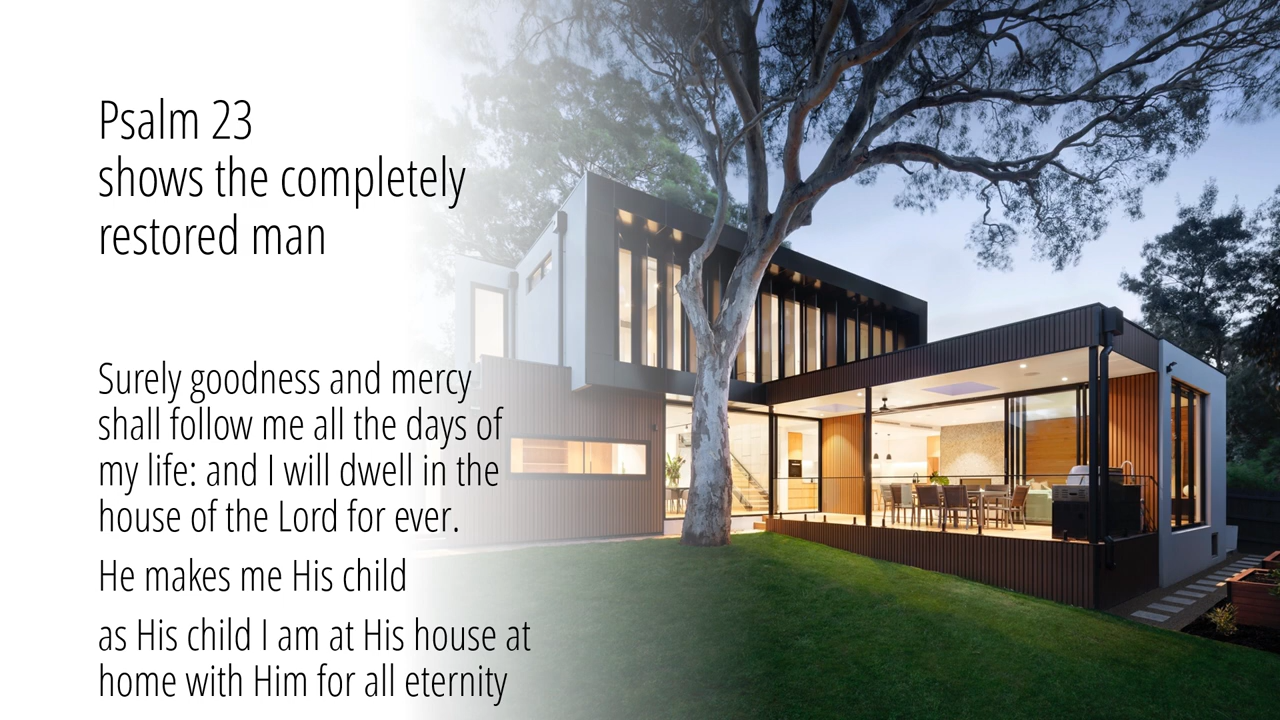 Psalm 23
shows the completely
restored man
Surely goodness and mercy
shall follow me all the days of
my life: and I will dwell in the
house of the Lord for ever.
He makes me His child
as His child I am at His house at
home with Him for all eternity